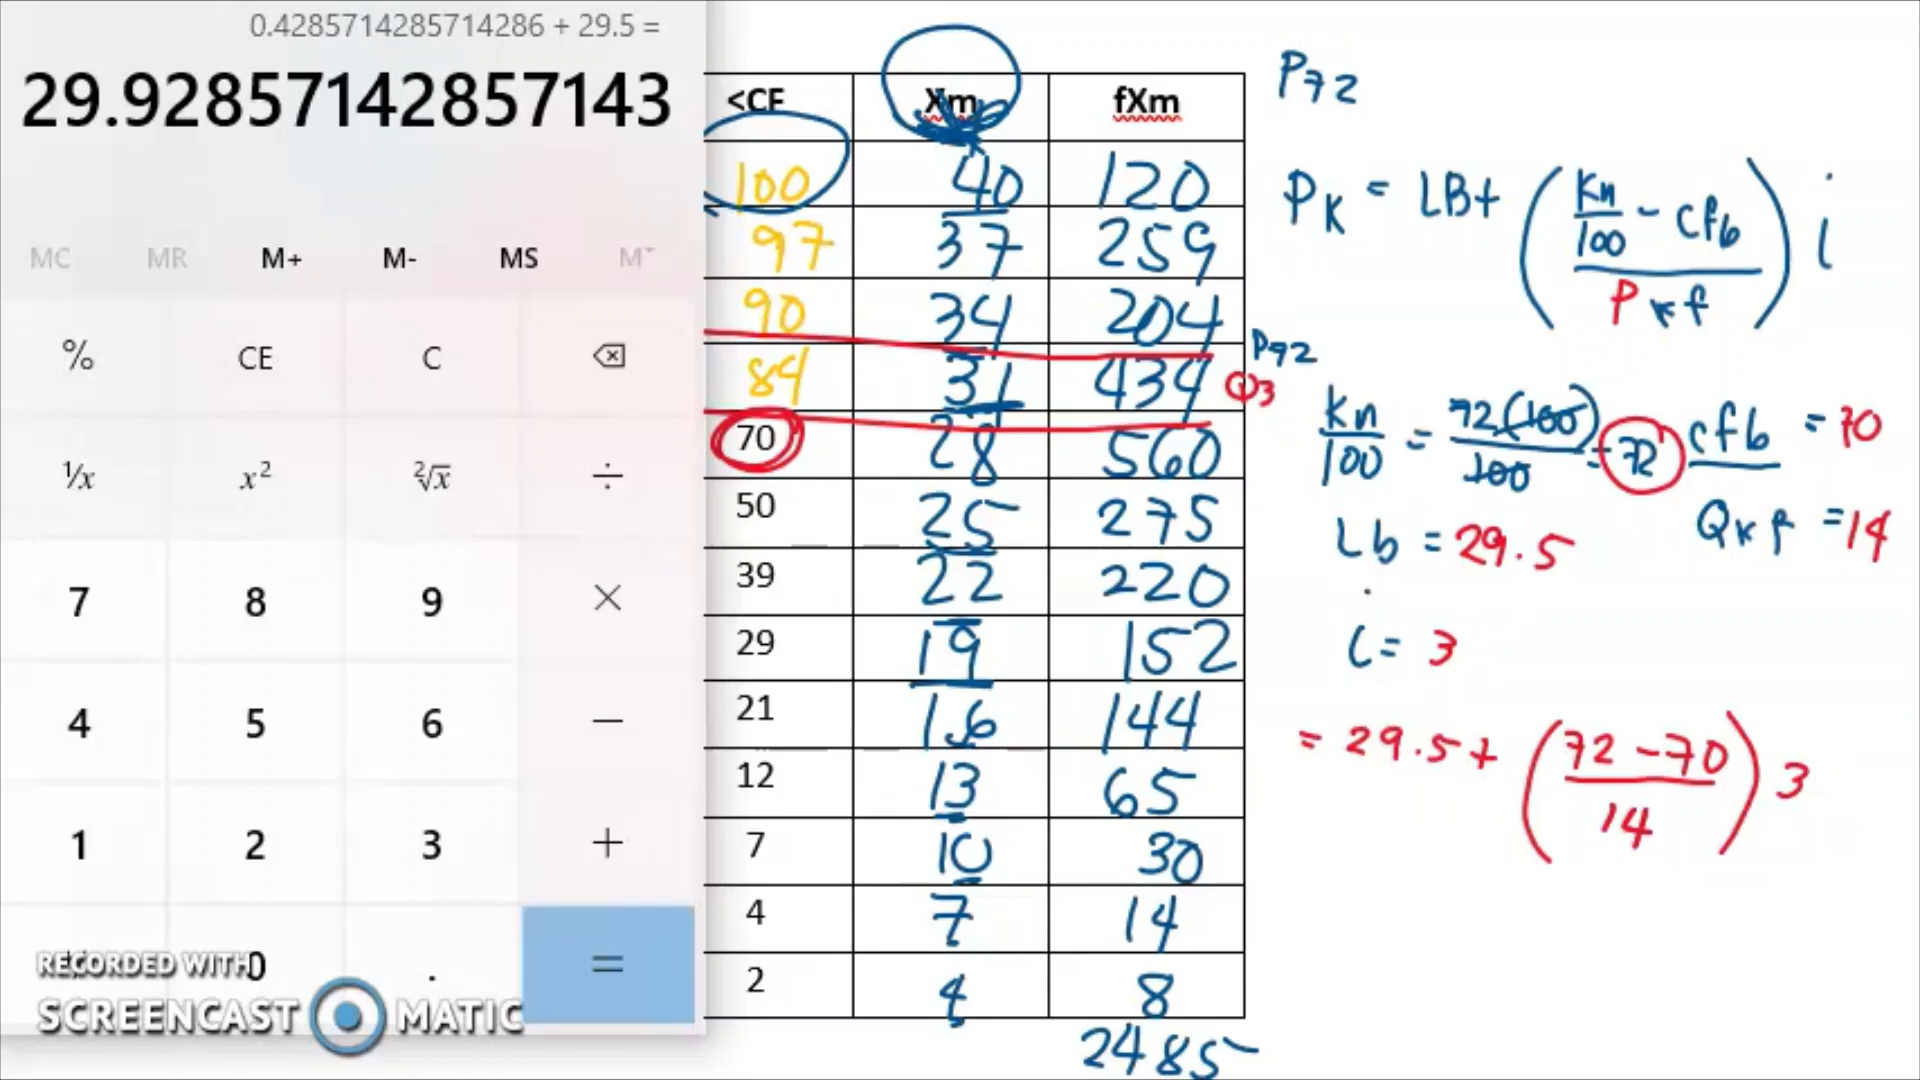 0.4285714285714286 + 29.5 =
29.92857142857143
MC MR M+ M- MS M˅
% CE C
¹/x x² ²√x ÷
7 8 9 ×
4 5 6 −
1 2 3 +
0 . =
RECORDED WITH
SCREENCAST MATIC
<CF Xm fXm
100 40 120
97 37 259
90 34 204
84 31 434
70 28 560
50 25 275
39 22 220
29 19 152
21 16 144
12 13 65
7 10 30
4 7 14
2 4 8
2485
P72
PK = LB+ (Kn/100 - Cfb / PKf) i
P72
Q3
Kn/100 = 72(100)/100 = 72
cfb = 70
Lb = 29.5
QKf = 14
i = 3
= 29.5 + (72 - 70 / 14) 3